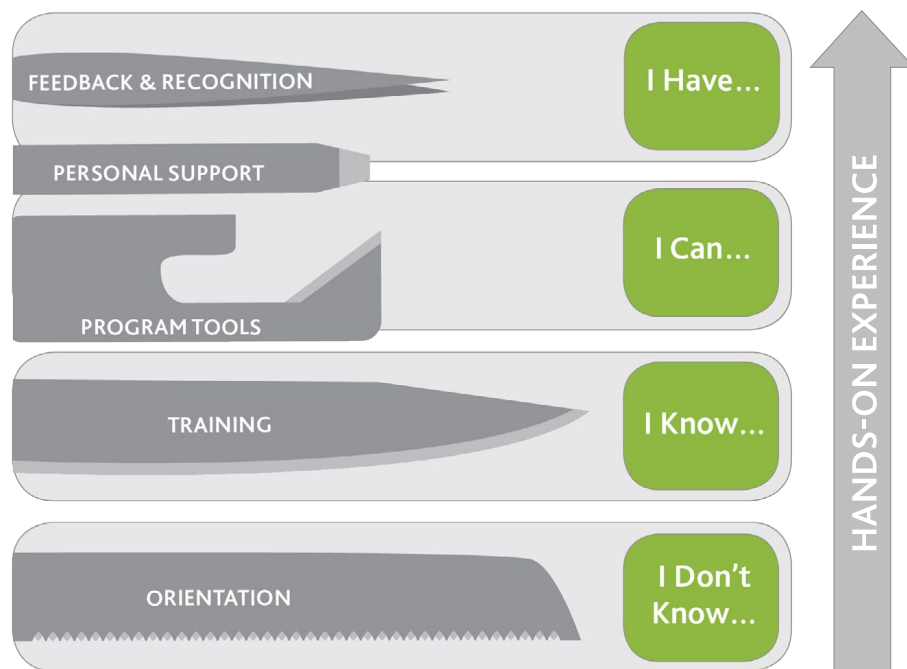 FEEDBACK & RECOGNITION
I Have...
PERSONAL SUPPORT
I Can...
PROGRAM TOOLS
TRAINING
I Know...
ORIENTATION
I Don't
Know...
HANDS-ON EXPERIENCE